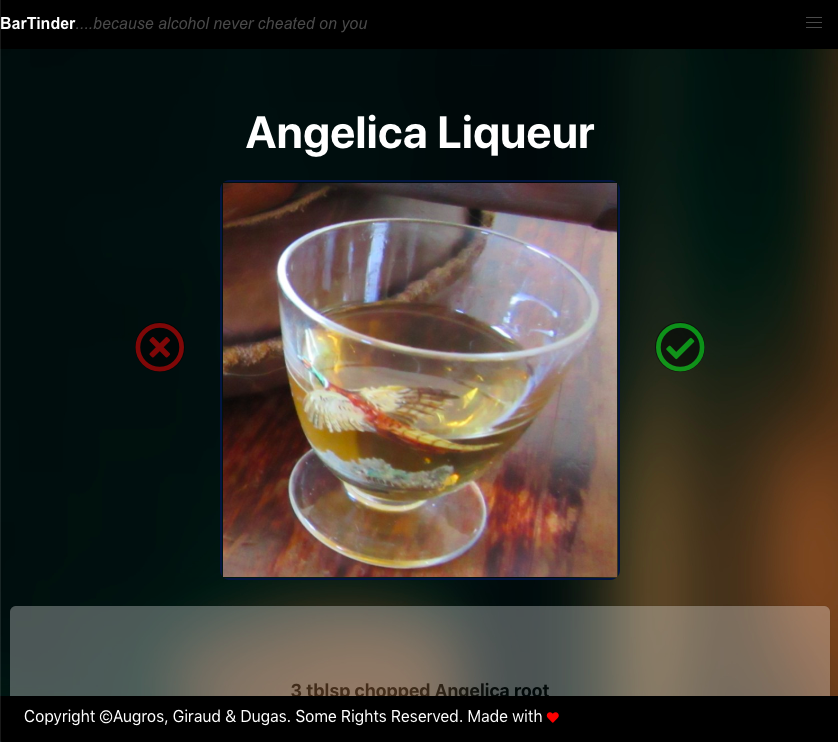 BarTinder....because alcohol never cheated on you
Angelica Liqueur
3 tblsp chopped Angelica root
Copyright ©Augros, Giraud & Dugas. Some Rights Reserved. Made with ♥